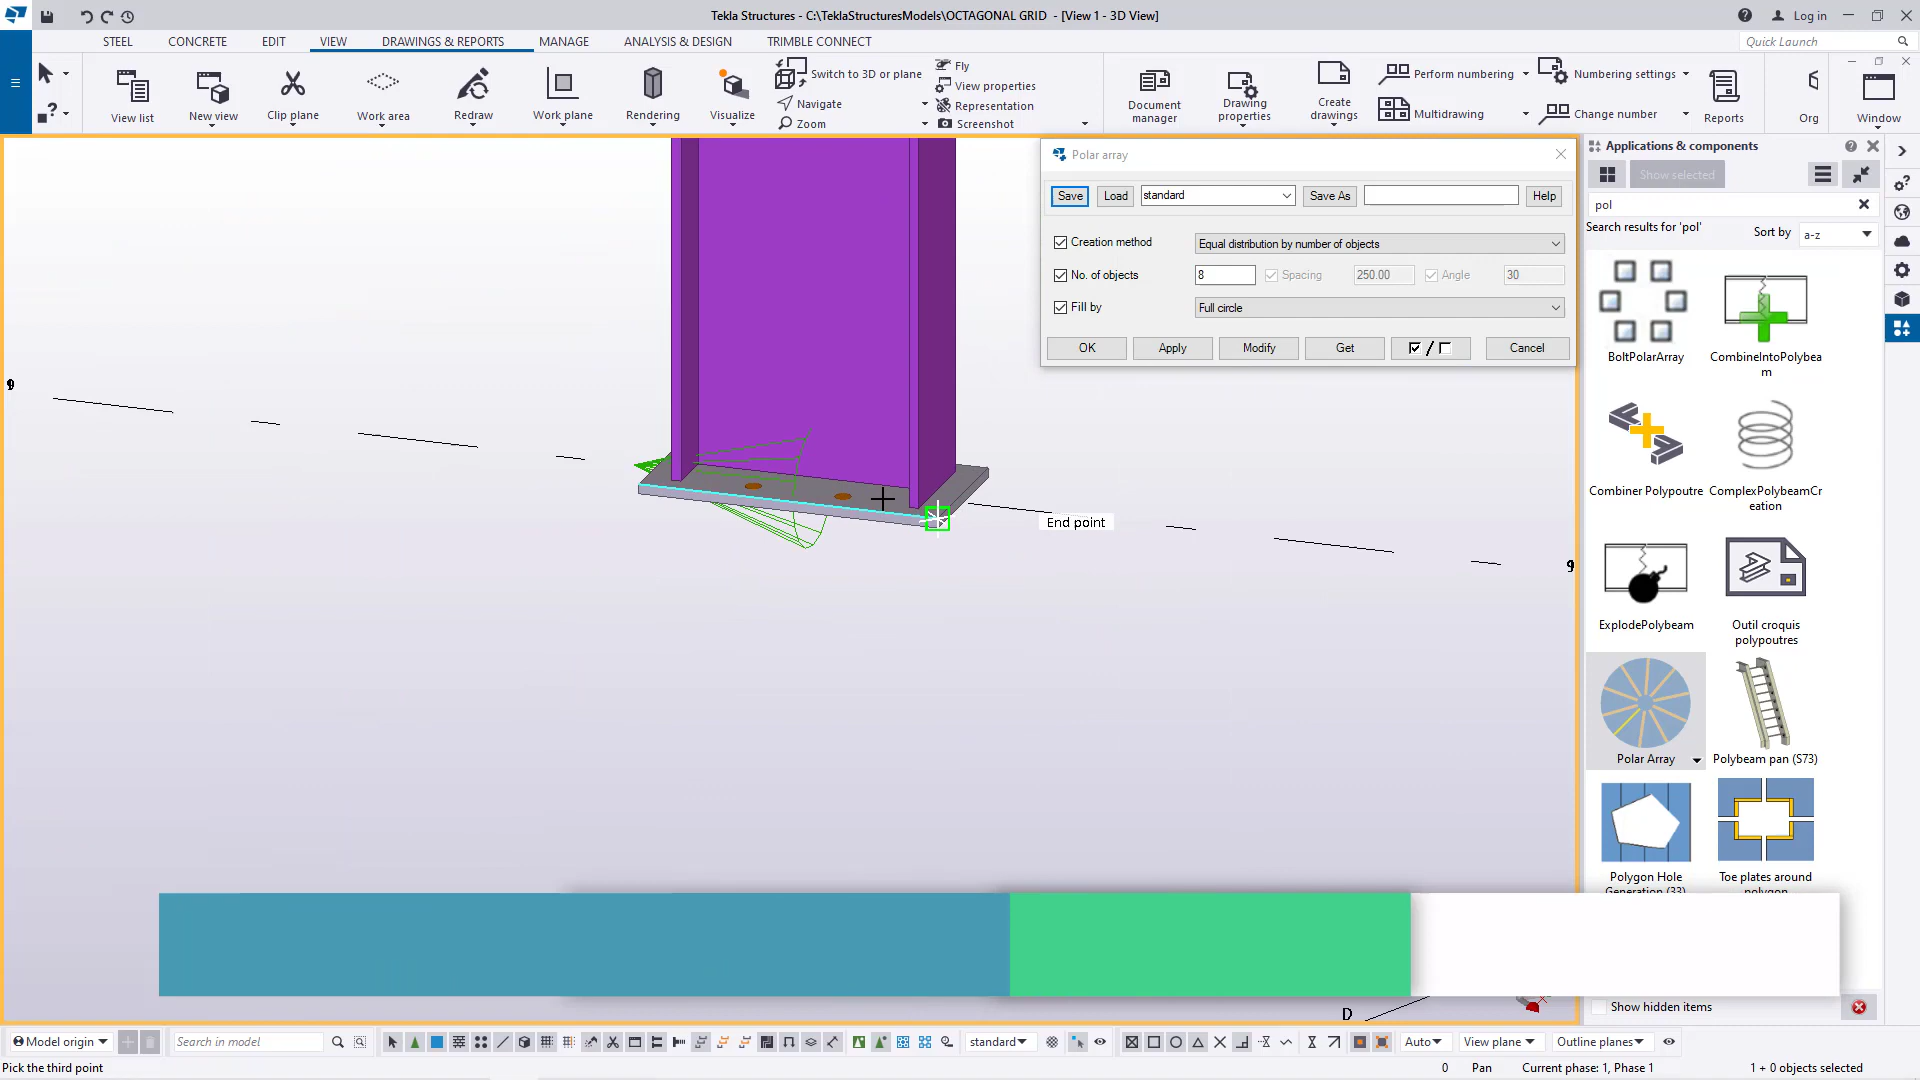 Tekla Structures - C:\TeklaStructuresModels\OCTAGONAL GRID - [View 1 - 3D View]
Log in
STEEL CONCRETE EDIT VIEW DRAWINGS & REPORTS MANAGE ANALYSIS & DESIGN TRIMBLE CONNECT
Quick Launch
View list
New view
Clip plane
Work area
Redraw
Work plane
Rendering
Visualize
Switch to 3D or plane
Navigate
Zoom
Fly
View properties
Representation
Screenshot
Document manager
Drawing properties
Create drawings
Perform numbering
Multidrawing
Numbering settings
Change number
Reports
Org
Window
Polar array
Save Load standard Save As Help
Creation method Equal distribution by number of objects
No. of objects 8 Spacing 250.00 Angle 30
Fill by Full circle
OK Apply Modify Get / Cancel
Applications & components
Show selected
pol
Search results for 'pol' Sort by a-z
BoltPolarArray
CombineIntoPolybea
m
Combiner Polypoutre
ComplexPolybeamCr
eation
ExplodePolybeam
Outil croquis
polypoutres
Polar Array
Polybeam pan (S73)
Polygon Hole
Generation (33)
Toe plates around
polygon
Show hidden items
9
9
End point
D
Model origin Search in model standard Auto View plane Outline planes
Pick the third point 0 Pan Current phase: 1, Phase 1 1 + 0 objects selected